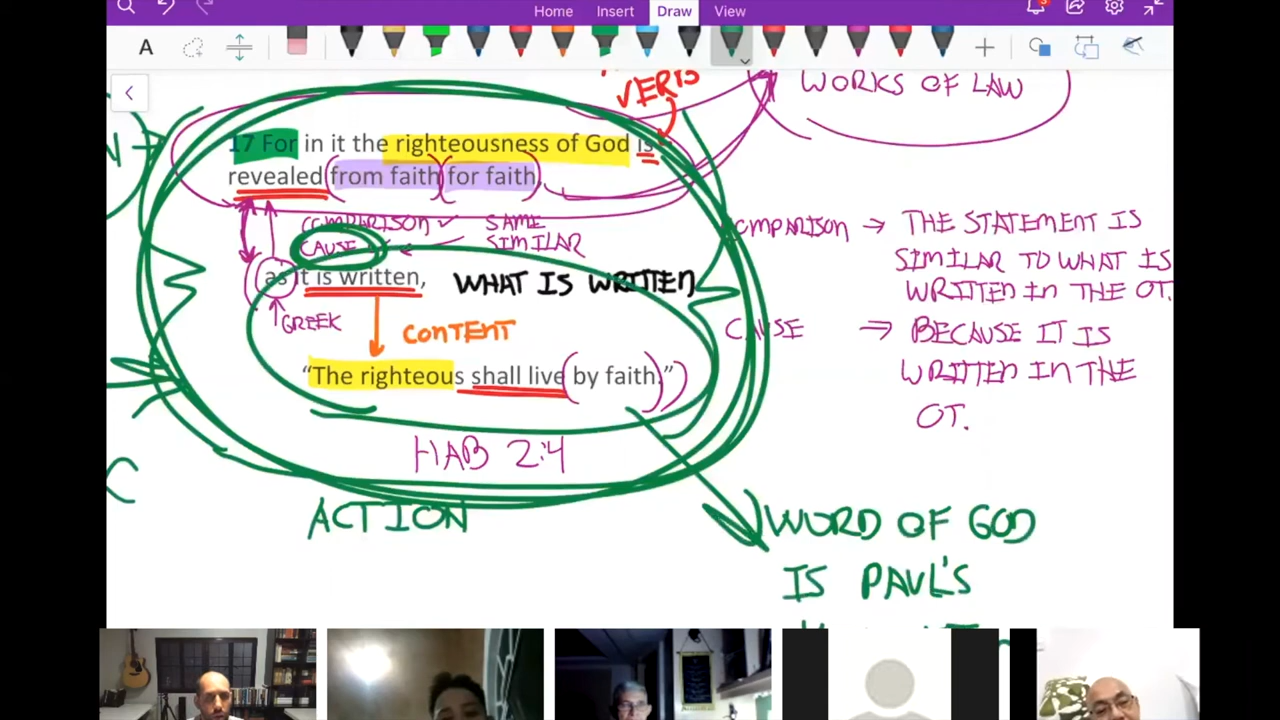 Home Insert Draw View
A
VERBS
WORKS OF LAW
17 For in it the righteousness of God is
revealed from faith for faith,
COMPARISON ✓ SAME
CAUSE SIMILAR
as it is written, WHAT IS WRITTEN
GREEK
CONTENT
“The righteous shall live by faith.”
HAB 2:4
ACTION
COMPARISON → THE STATEMENT IS
SIMILAR TO WHAT IS
WRITTEN IN THE OT.
CAUSE ⇒ BECAUSE IT IS
WRITTEN IN THE
OT.
WORD OF GOD
IS PAUL'S